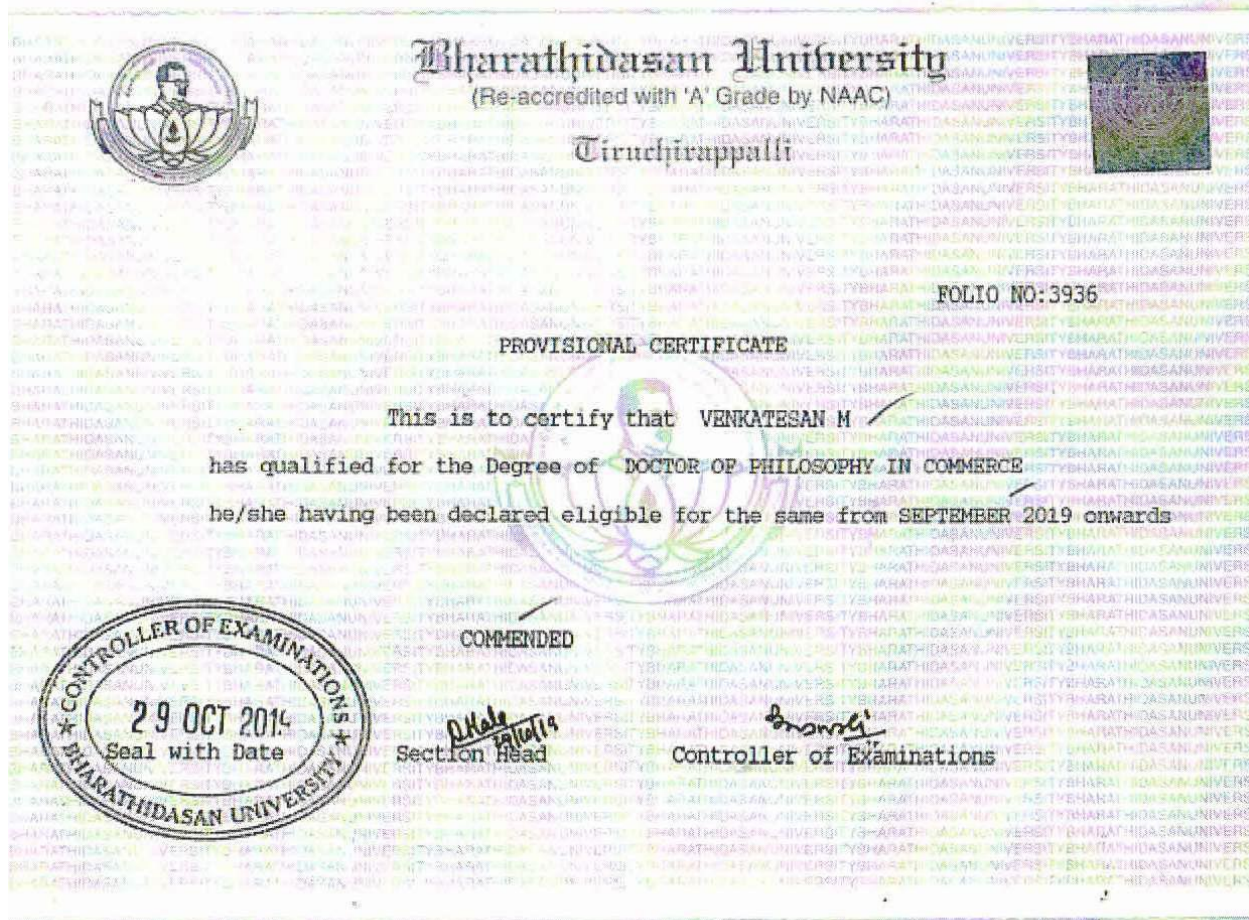 Bharathidasan University
(Re-accredited with 'A' Grade by NAAC)
Tiruchirappalli
FOLIO NO:3936
PROVISIONAL CERTIFICATE
This is to certify that VENKATESAN M
has qualified for the Degree of DOCTOR OF PHILOSOPHY IN COMMERCE
he/she having been declared eligible for the same from SEPTEMBER 2019 onwards
COMMENDED
CONTROLLER OF EXAMINATIONS
29 OCT
Seal with Date
BHARATHIDASAN UNIVERSITY
Section Head
Controller of Examinations